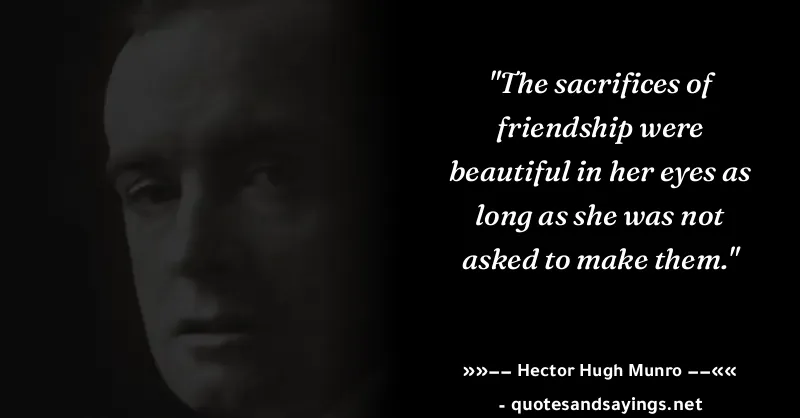 "The sacrifices of
friendship were
beautiful in her eyes as
long as she was not
asked to make them."
»»–– Hector Hugh Munro ––««
- quotesandsayings.net